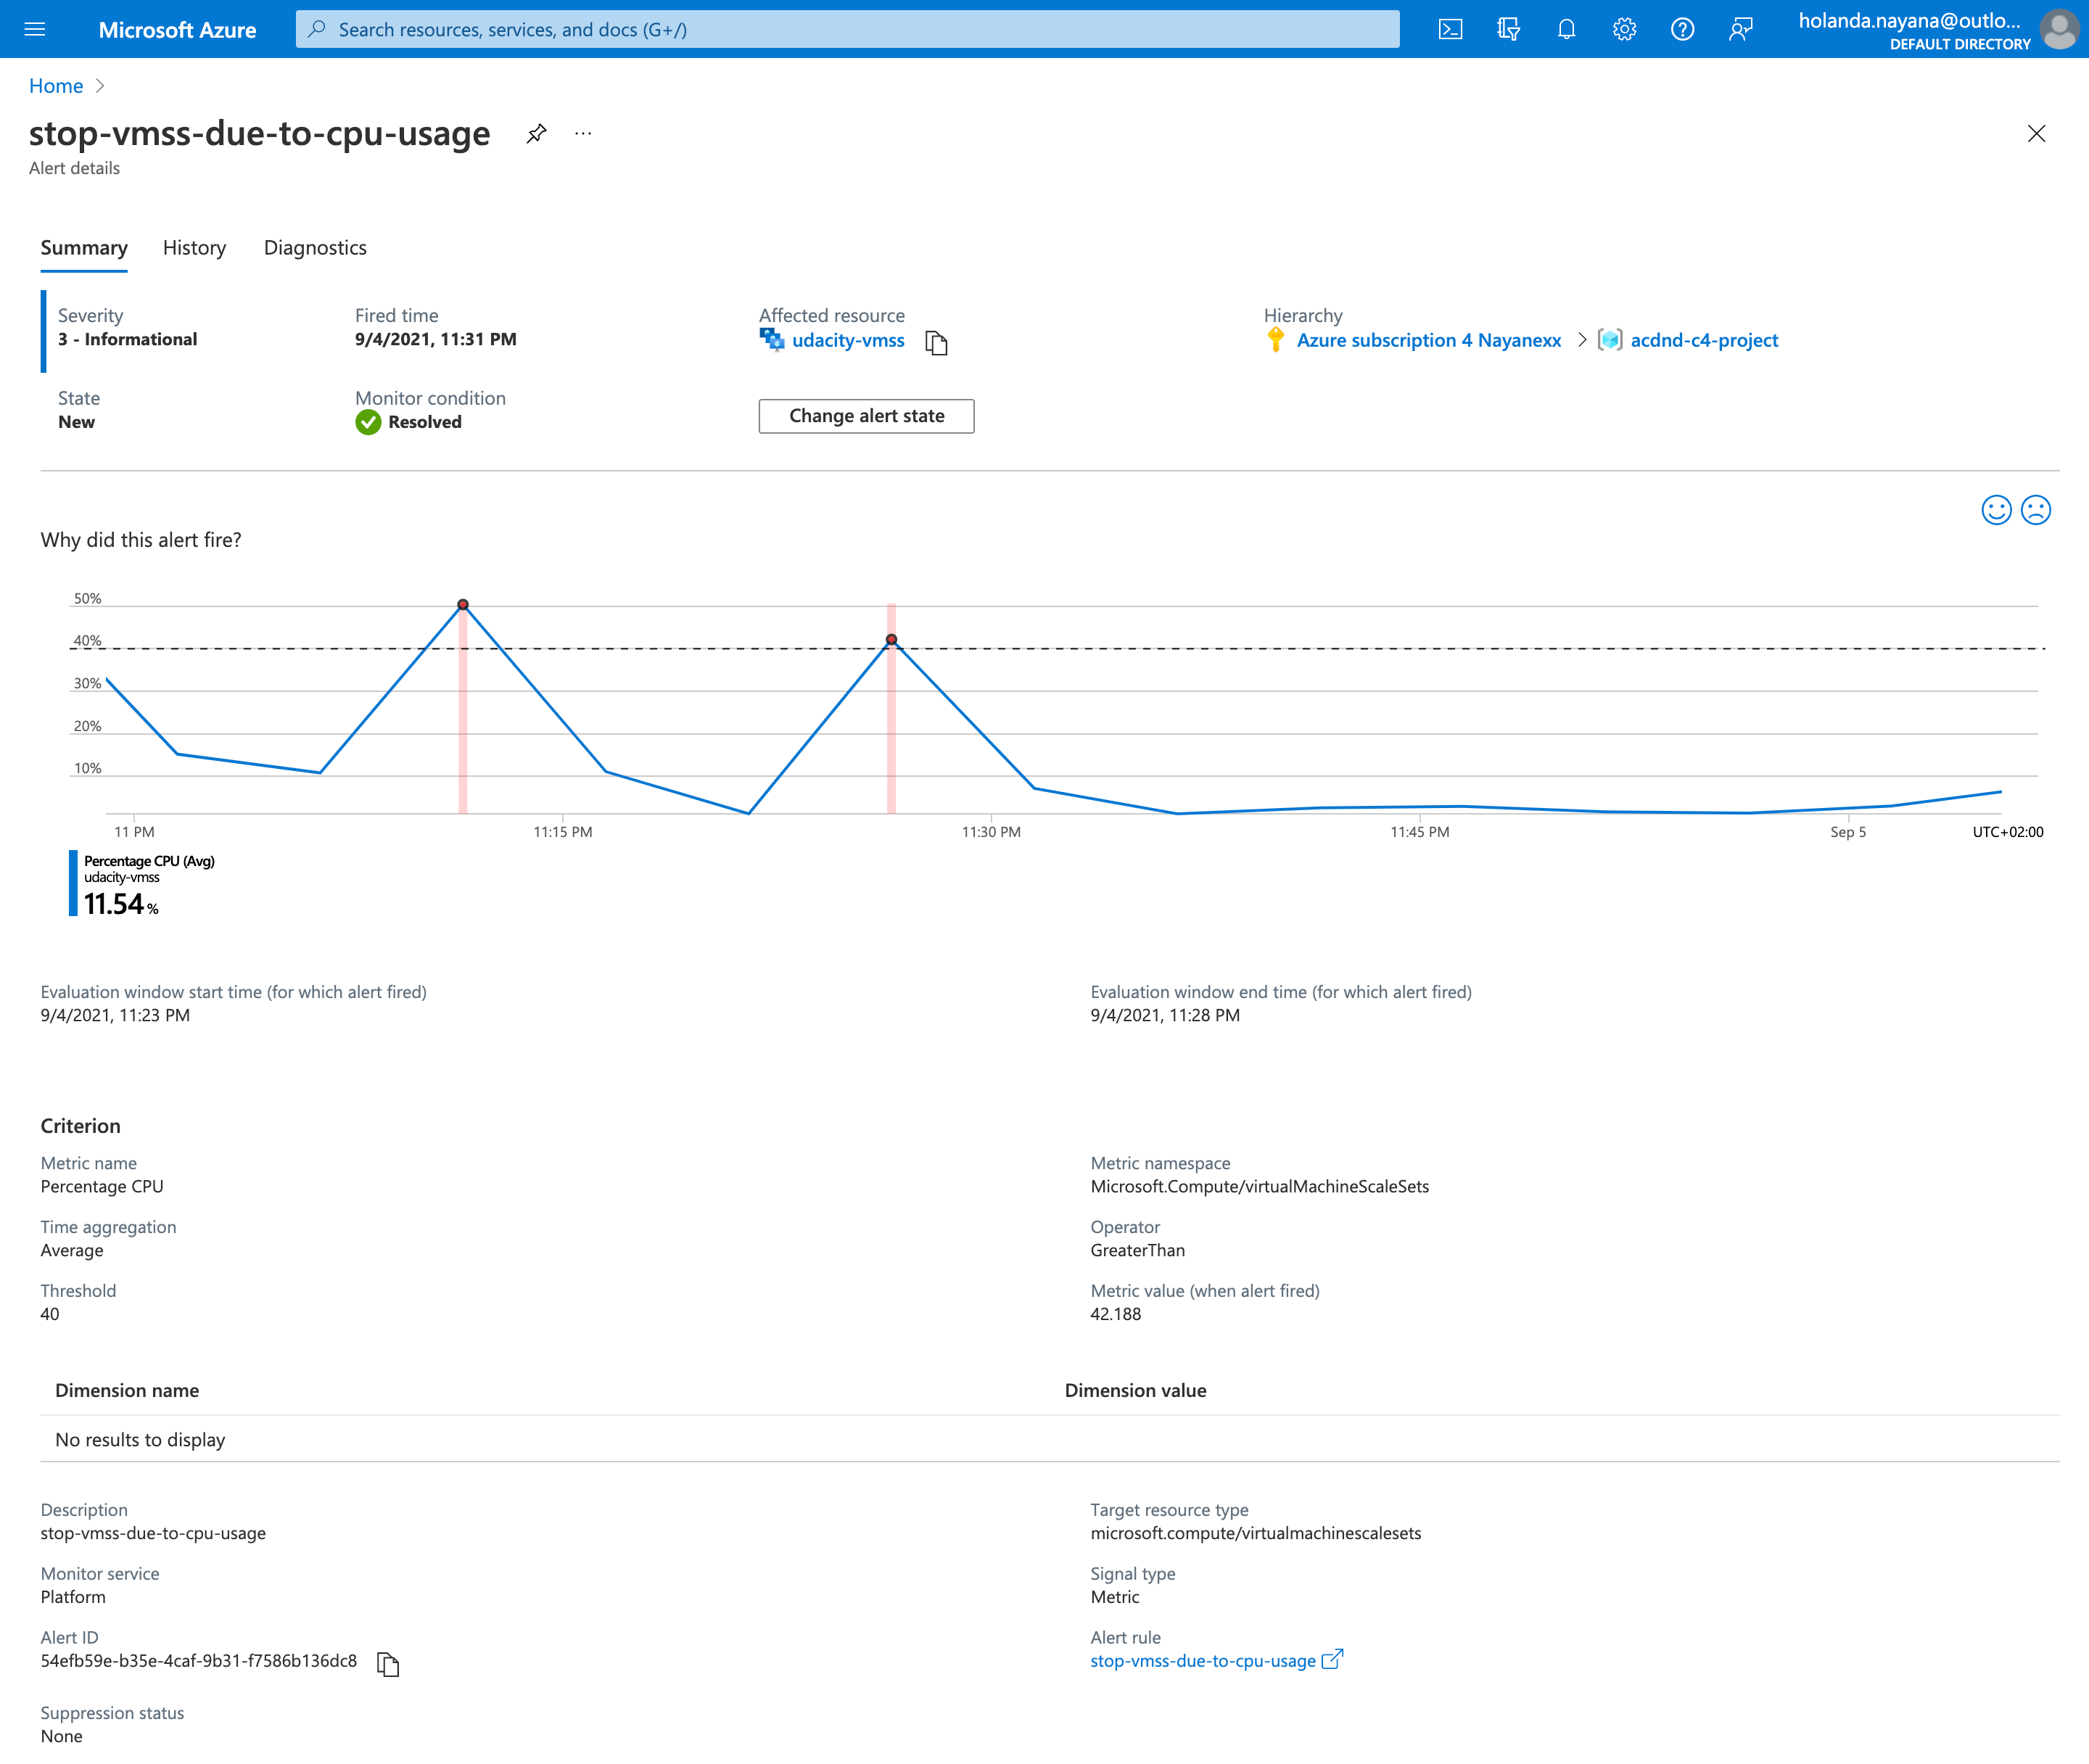 Microsoft Azure
Search resources, services, and docs (G+/)
holanda.nayana@outlo...
DEFAULT DIRECTORY
Home
stop-vmss-due-to-cpu-usage
...
Alert details
Summary History Diagnostics
Severity
3 - Informational
Fired time
9/4/2021, 11:31 PM
Affected resource
udacity-vmss
Hierarchy
Azure subscription 4 Nayanexx > acdnd-c4-project
State
New
Monitor condition
Resolved
Change alert state
Why did this alert fire?
50%
40%
30%
20%
10%
11 PM 11:15 PM 11:30 PM 11:45 PM Sep 5 UTC+02:00
Percentage CPU (Avg)
udacity-vmss
11.54 %
Evaluation window start time (for which alert fired)
9/4/2021, 11:23 PM
Evaluation window end time (for which alert fired)
9/4/2021, 11:28 PM
Criterion
Metric name
Percentage CPU
Metric namespace
Microsoft.Compute/virtualMachineScaleSets
Time aggregation
Average
Operator
GreaterThan
Threshold
40
Metric value (when alert fired)
42.188
Dimension name Dimension value
No results to display
Description
stop-vmss-due-to-cpu-usage
Target resource type
microsoft.compute/virtualmachinescalesets
Monitor service
Platform
Signal type
Metric
Alert ID
54efb59e-b35e-4caf-9b31-f7586b136dc8
Alert rule
stop-vmss-due-to-cpu-usage
Suppression status
None